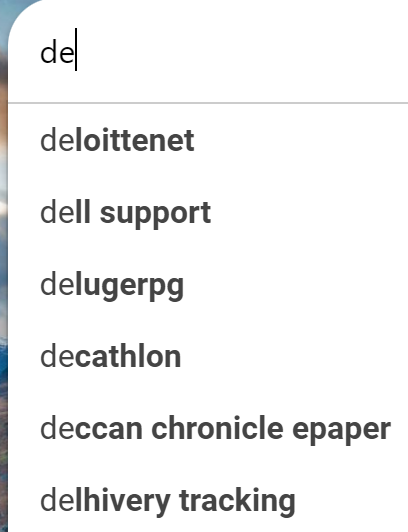 de
deloittenet
dell support
delugerpg
decathlon
deccan chronicle epaper
delhivery tracking